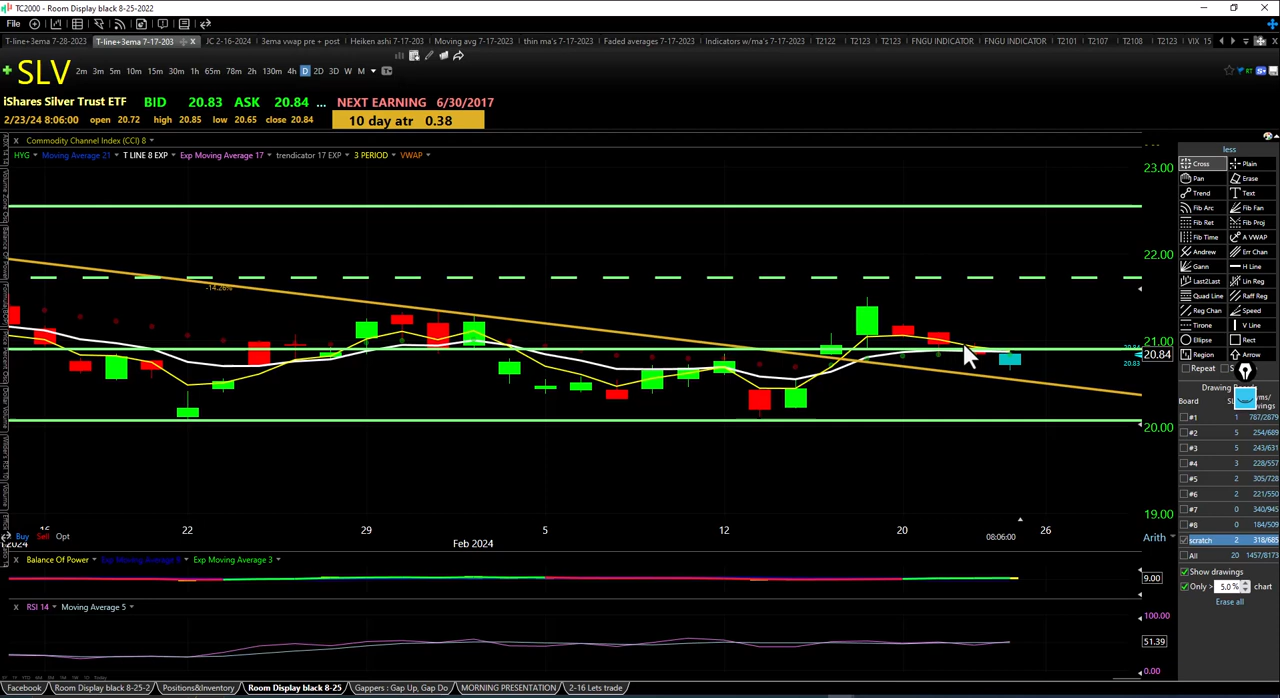 TC2000 - Room Display black 8-25-2022
File
T-line+3ema 7-28-2023 T-line+3ema 7-17-203 JC 2-16-2024 3ema vwap pre + post Heiken ashi 7-17-203 Moving avg 7-17-2023 thin ma's 7-17-203 Faded averages 7-17-2023 Indicators w/ma's 7-17-2023 T2122 T2123 T2123 FNGU INDICATOR FNGU INDICATOR T2101 T2107 T2108 T2123 VIX 15
SLV 2m 3m 5m 10m 15m 30m 1h 65m 78m 2h 130m 4h D 2D 3D W M
RT
iShares Silver Trust ETF BID 20.83 ASK 20.84 ... NEXT EARNING 6/30/2017
2/23/24 8:06:00 open 20.72 high 20.85 low 20.65 close 20.84 10 day atr 0.38
X Commodity Channel Index (CCI) 8
HYG Moving Average 21 T LINE 8 EXP Exp Moving Average 17 trendicator 17 EXP 3 PERIOD VWAP
less
Cross Plain
Pan Erase
Trend Text
Fib Arc Fib Fan
Fib Ret Fib Proj
Fib Time A VWAP
Andrew Err Chan
Gann H Line
Last2Last Lin Reg
Quad Line Raff Reg
Reg Chan Speed
Tirone V Line
Ellipse Rect
Region Arrow
Repeat
23.00
22.00
-14.26%
21.00
20.84
20.83
20.00
19.00
Board
#1 1 787/2879
#2 5 254/689
#3 5 243/631
#4 3 228/557
#5 2 305/728
#6 2 221/550
#7 0 340/945
#8 0 184/509
scratch 2 318/685
All 20 1457/8173
Show drawings
Only > 5.0 % chart
Erase all
16 22 29 5 12 20 26
Buy Sell Opt
Feb 2024
08:06:00
Arith
X Balance Of Power Exp Moving Average 3
9.00
X RSI 14 Moving Average 5
100.00
51.39
0.00
Facebook Room Display black 8-25-2 Positions&Inventory Room Display black 8-25 Gappers : Gap Up, Gap Do MORNING PRESENTATION 2-16 Lets trade